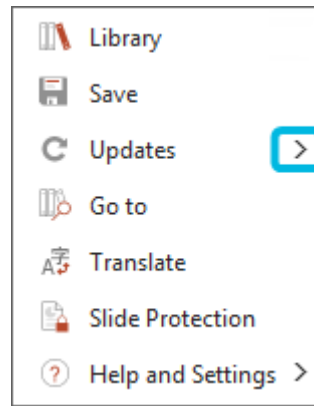 Library
Save
Updates
Go to
Translate
Slide Protection
Help and Settings